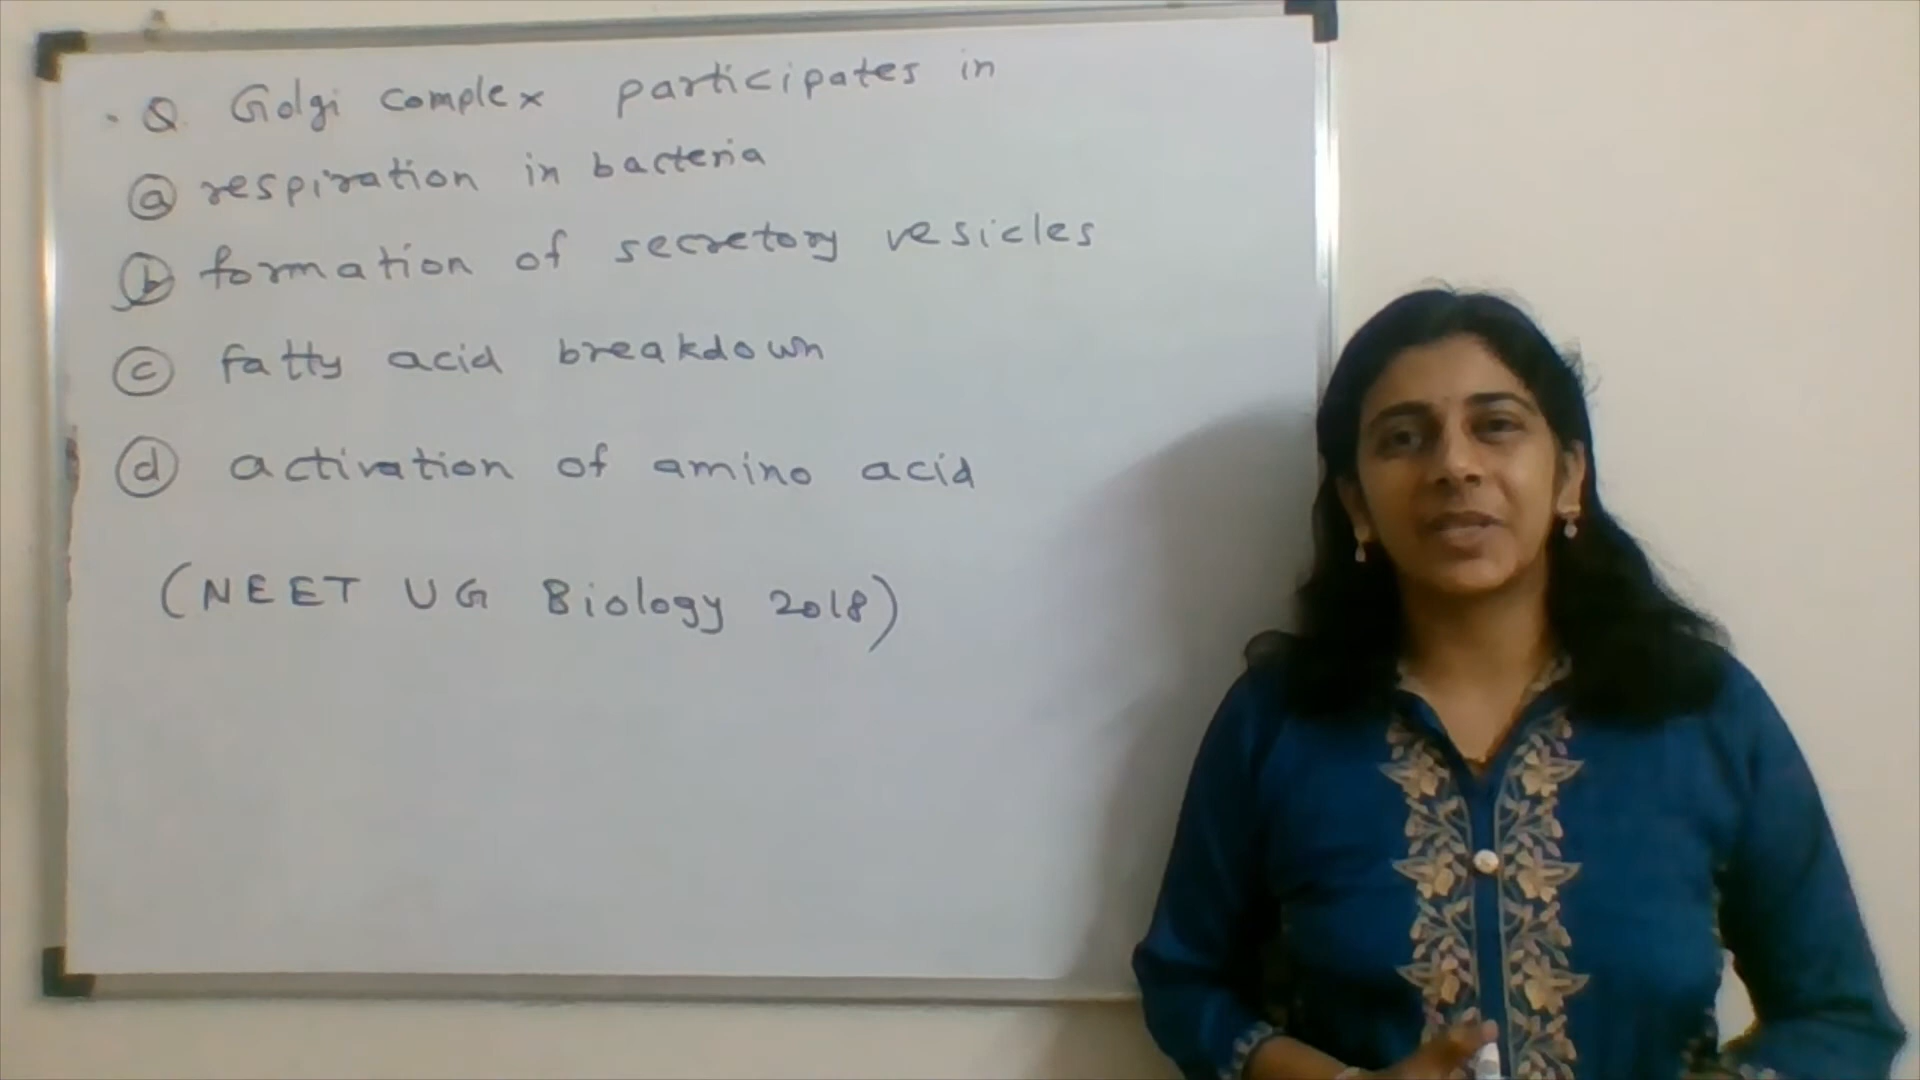 . Q. Golgi complex participates in
a respiration in bacteria
b formation of secretory vesicles
c fatty acid breakdown
d activation of amino acid
(NEET UG Biology 2018)